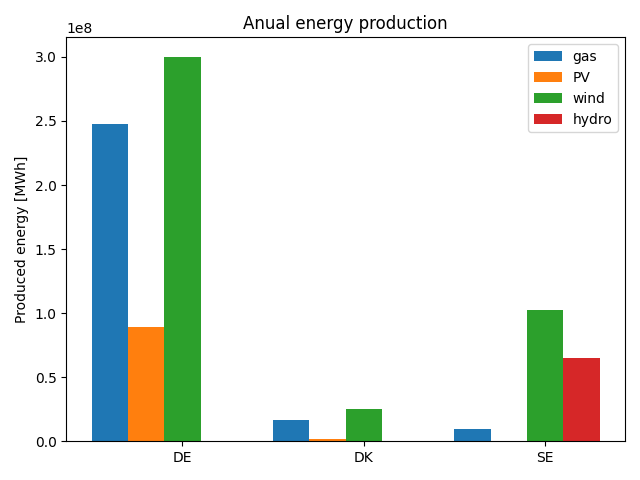 Anual energy production
1e8
3.0
2.5
2.0
1.5
1.0
0.5
0.0
Produced energy [MWh]
gas
PV
wind
hydro
DE DK SE